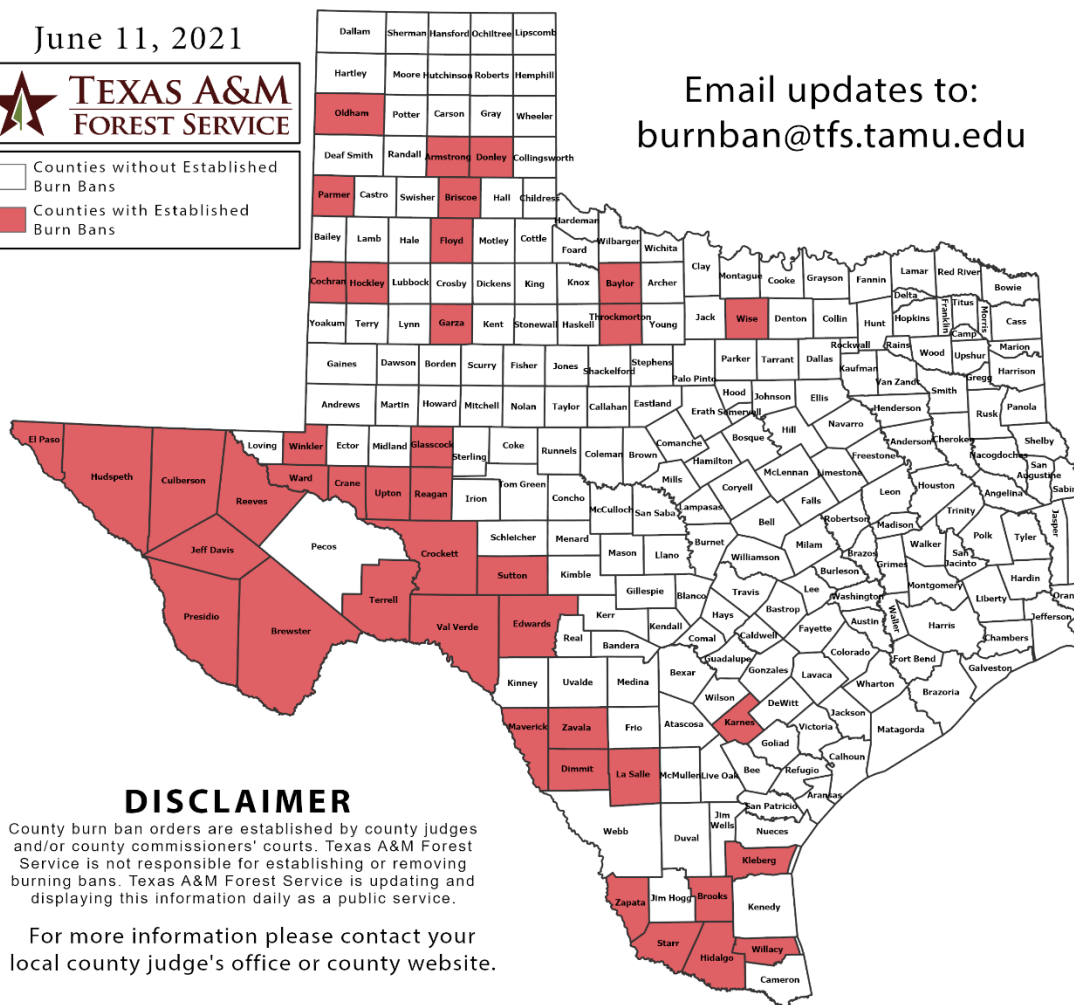 June 11, 2021
TEXAS A&M
FOREST SERVICE
Counties without Established
Burn Bans
Counties with Established
Burn Bans
Email updates to:
burnban@tfs.tamu.edu
Dallam Sherman Hansford Ochiltree Lipscomb
Hartley Moore Hutchinson Roberts Hemphill
Oldham Potter Carson Gray Wheeler
Deaf Smith Randall Armstrong Donley Collingsworth
Parmer Castro Swisher Briscoe Hall Childress
Hardeman
Bailey Lamb Hale Floyd Motley Cottle Foard Wilbarger Wichita
Clay Montague Cooke Grayson Fannin Lamar Red River Bowie
Cochran Hockley Lubbock Crosby Dickens King Knox Baylor Archer
Delta Titus Franklin Morris Hopkins Cass Camp
Yoakum Terry Lynn Garza Kent Stonewall Haskell Throckmorton Young Jack Wise Denton Collin Hunt
Rockwall Rains Wood Upshur Marion Harrison
Gaines Dawson Borden Scurry Fisher Jones Shackelford Stephens Palo Pinto Parker Tarrant Dallas Kaufman Van Zandt Smith Gregg
Andrews Martin Howard Mitchell Nolan Taylor Callahan Eastland Erath Somervell Hood Johnson Ellis Henderson Rusk Panola
El Paso Hudspeth Culberson Reeves Loving Winkler Ector Midland Glasscock Sterling Coke Runnels Coleman Brown Comanche Hamilton Bosque Hill Navarro Anderson Cherokee Nacogdoches Shelby
Ward Crane Upton Reagan Irion Tom Green Concho McCulloch San Saba Mills Lampasas Coryell McLennan Limestone Freestone Leon Houston Angelina San Augustine Sabin
Jeff Davis Pecos Crockett Schleicher Menard Mason Llano Burnet Bell Falls Robertson Madison Trinity Polk Tyler Jasper
Presidio Brewster Terrell Sutton Kimble Gillespie Blanco Williamson Milam Brazos Grimes Walker San Jacinto Hardin
Val Verde Edwards Real Kerr Bandera Kendall Hays Travis Bastrop Lee Burleson Washington Montgomery Liberty Oran Jefferson
Comal Caldwell Fayette Austin Waller Harris Chambers
Kinney Uvalde Medina Bexar Guadalupe Gonzales Lavaca Colorado Fort Bend Galveston
Wilson DeWitt Wharton Brazoria
Maverick Zavala Frio Atascosa Karnes Victoria Jackson Matagorda
Goliad Calhoun
Dimmit La Salle McMullen Live Oak Bee Refugio Aransas
San Patricio
Webb Duval Jim Wells Nueces
Kleberg
Zapata Jim Hogg Brooks Kenedy
Starr Hidalgo Willacy
Cameron
DISCLAIMER
County burn ban orders are established by county judges
and/or county commissioners' courts. Texas A&M Forest
Service is not responsible for establishing or removing
burning bans. Texas A&M Forest Service is updating and
displaying this information daily as a public service.
For more information please contact your
local county judge's office or county website.